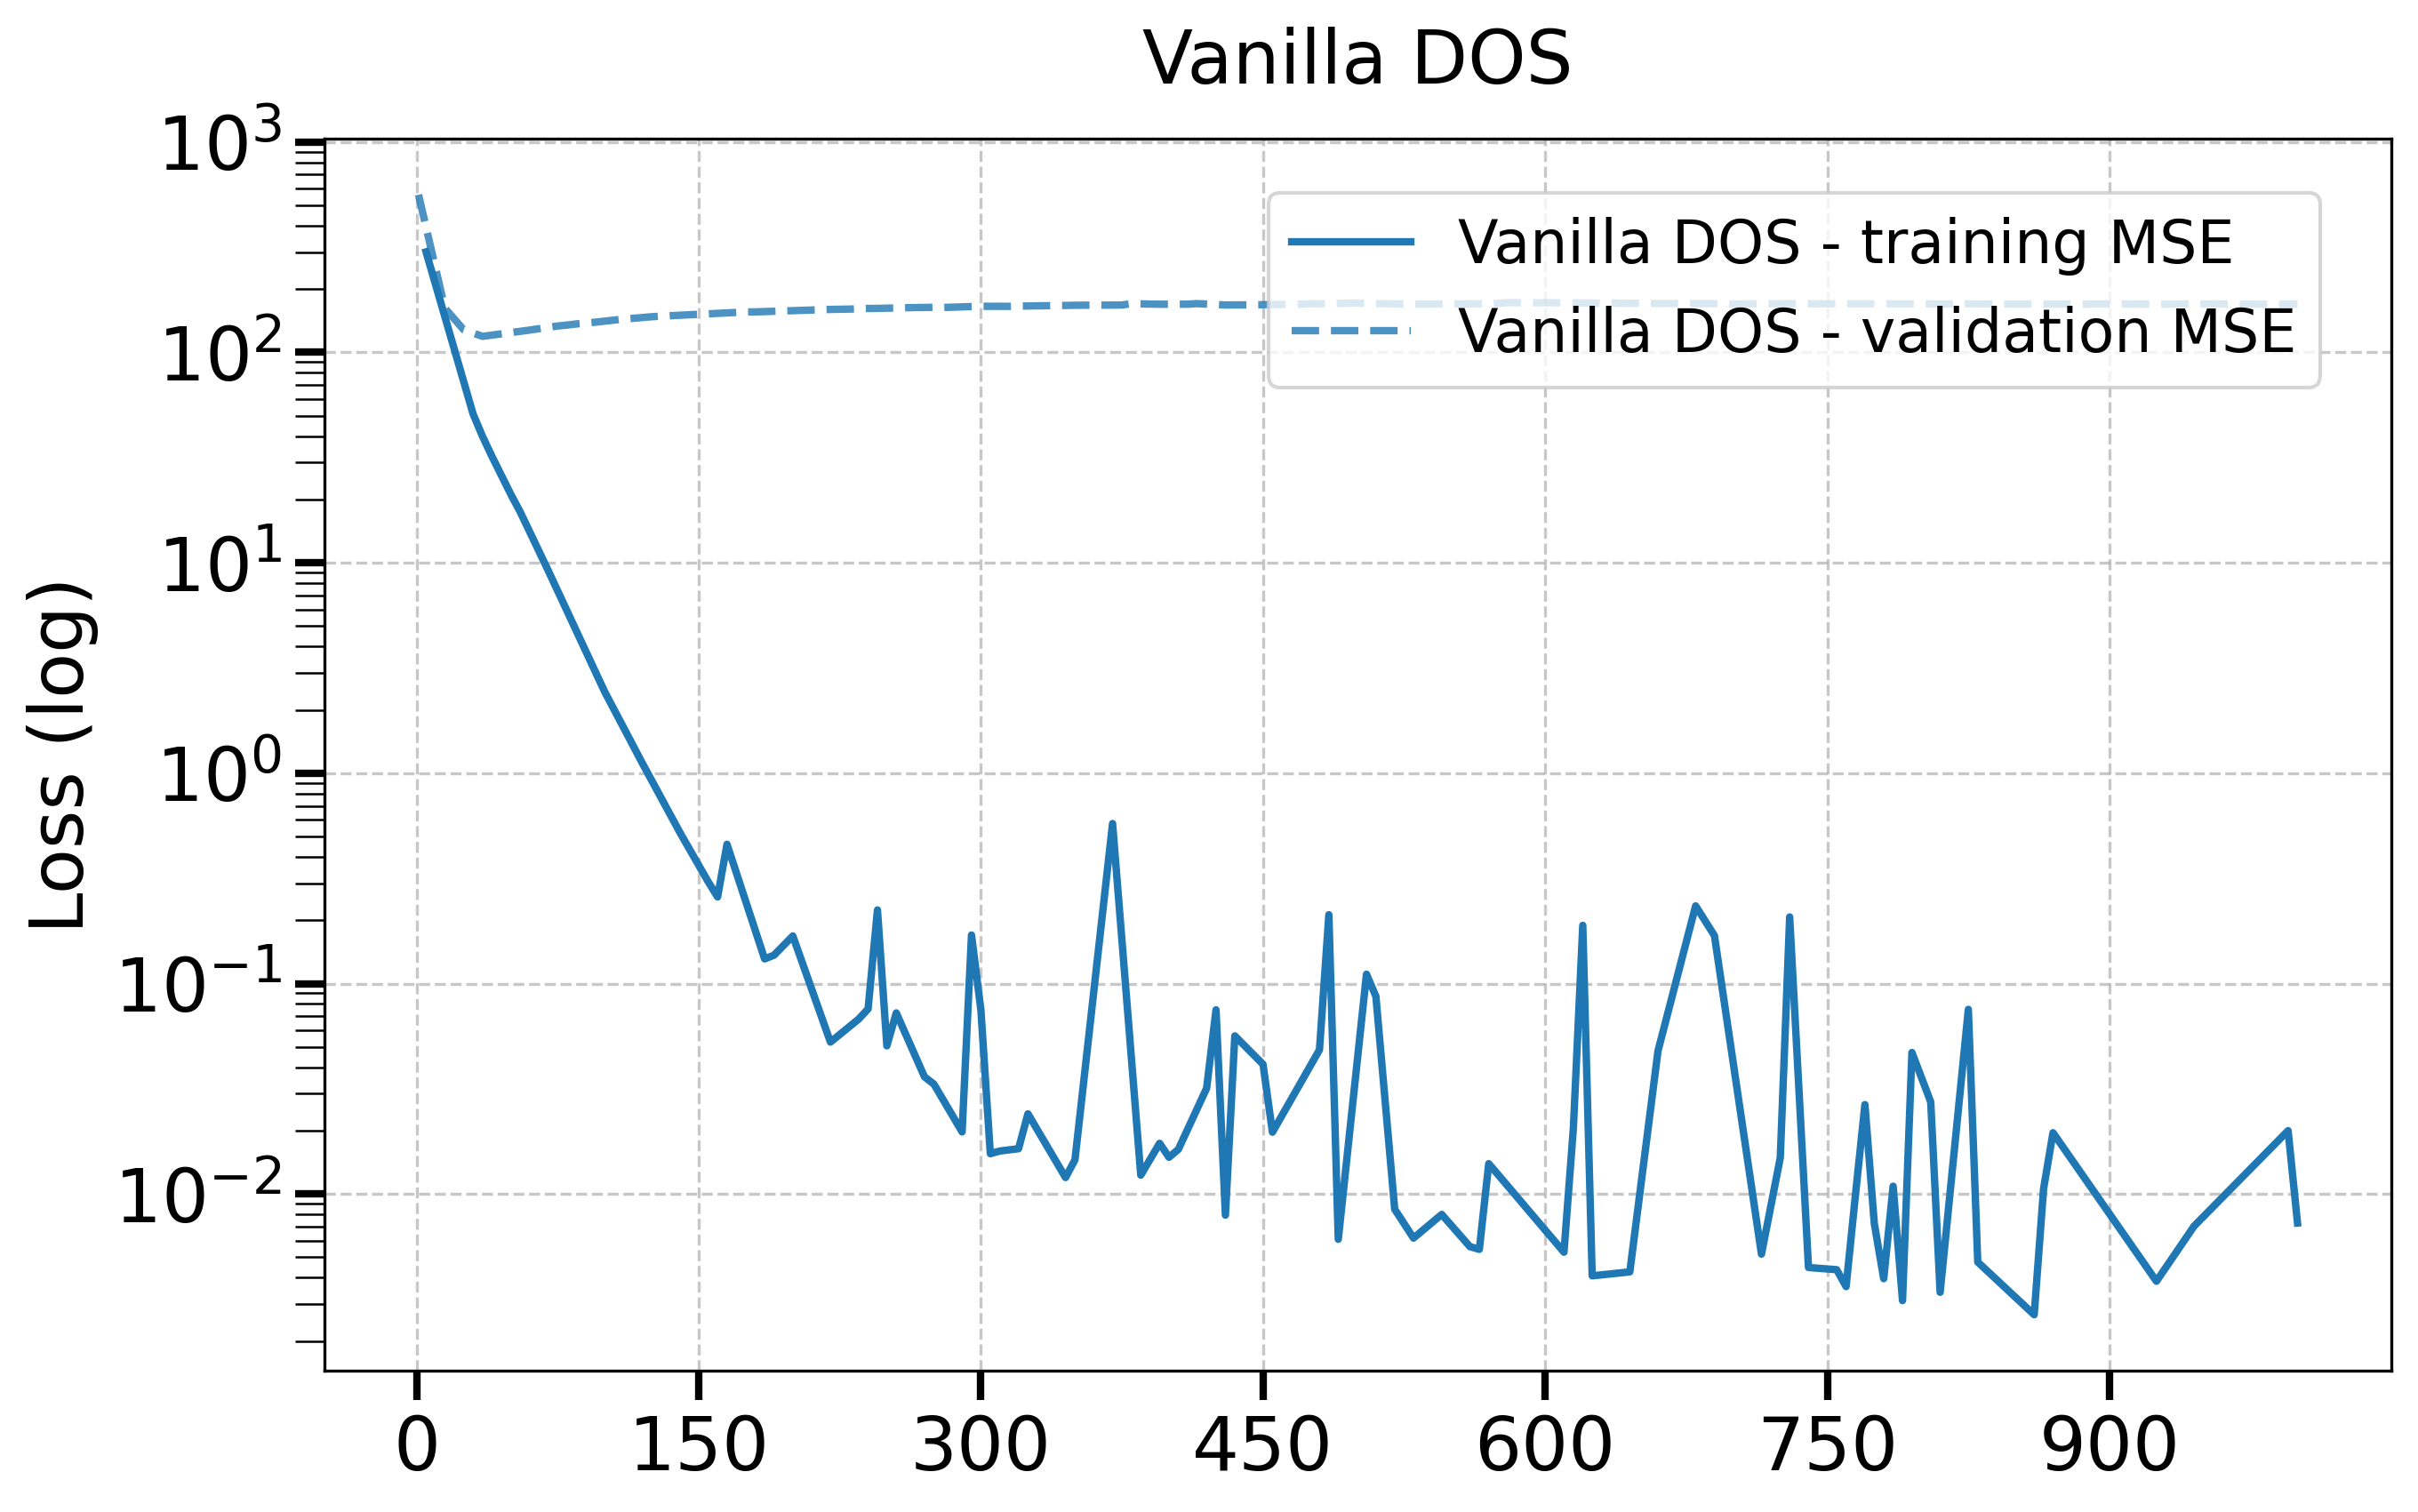 Vanilla DOS
10³
10²
10¹
10⁰
10⁻¹
10⁻²
Loss (log)
Vanilla DOS - training MSE
Vanilla DOS - validation MSE
0 150 300 450 600 750 900